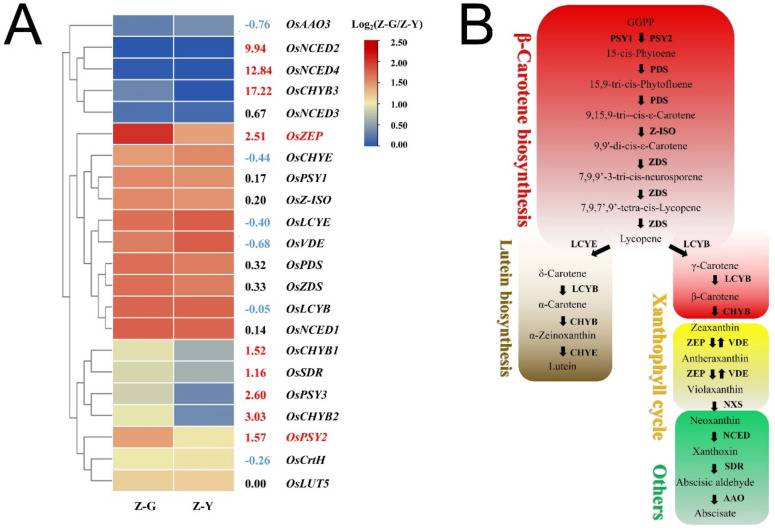 A
Log2(Z-G/Z-Y)
2.50
2.00
1.50
1.00
0.50
0.00
-0.76 OsAAO3
9.94 OsNCED2
12.84 OsNCED4
17.22 OsCHYB3
0.67 OsNCED3
2.51 OsZEP
-0.44 OsCHYE
0.17 OsPSY1
0.20 OsZ-ISO
-0.40 OsLCYE
-0.68 OsVDE
0.32 OsPDS
0.33 OsZDS
-0.05 OsLCYB
0.14 OsNCED1
1.52 OsCHYB1
1.16 OsSDR
2.60 OsPSY3
3.03 OsCHYB2
1.57 OsPSY2
-0.26 OsCrtH
0.00 OsLUT5
Z-G Z-Y
B
β-Carotene biosynthesis
GGPP
PSY1 PSY2
15-cis-Phytoene
PDS
15,9-tri-cis-Phytofluene
PDS
9,15,9-tri--cis-ε-Carotene
Z-ISO
9,9'-di-cis-ε-Carotene
ZDS
7,9,9'-3-tri-cis-neurosporene
ZDS
7,9,7',9'-tetra-cis-Lycopene
ZDS
Lycopene
LCYE LCYB
Lutein biosynthesis
δ-Carotene
LCYB
α-Carotene
CHYB
α-Zeinoxanthin
CHYE
Lutein
γ-Carotene
LCYB
β-Carotene
CHYB
Xanthophyll cycle
Zeaxanthin
ZEP VDE
Antheraxanthin
ZEP VDE
Violaxanthin
NXS
Others
Neoxanthin
NCED
Xanthoxin
SDR
Abscisic aldehyde
AAO
Abscisate